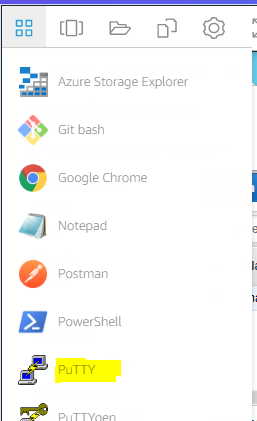 Azure Storage Explorer
Git bash
Google Chrome
Notepad
Postman
PowerShell
PuTTY
PuTTYgen